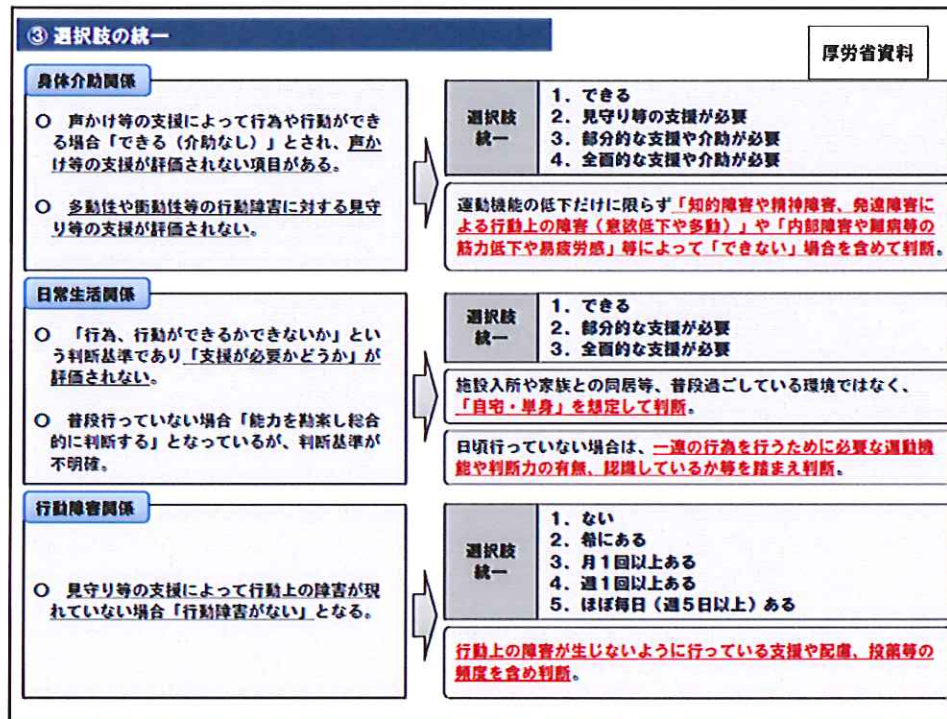 ③ 選択肢の統一
厚労省資料
身体介助関係
○ 声かけ等の支援によって行為や行動ができ
る場合「できる（介助なし）」とされ、声か
け等の支援が評価されない項目がある。
○ 多動性や衝動性等の行動障害に対する見守
り等の支援が評価されない。
選択肢
統一
1．できる
2．見守り等の支援が必要
3．部分的な支援や介助が必要
4．全面的な支援や介助が必要
運動機能の低下だけに限らず「知的障害や精神障害、発達障害に
よる行動上の障害（意欲低下や多動）」や「内部障害や難病等の
筋力低下や易疲労感」等によって「できない」場合を含めて判断。
日常生活関係
○ 「行為、行動ができるかできないか」とい
う判断基準であり「支援が必要かどうか」が
評価されない。
○ 普段行っていない場合「能力を勘案し総合
的に判断する」となっているが、判断基準が
不明確。
選択肢
統一
1．できる
2．部分的な支援が必要
3．全面的な支援が必要
施設入所や家族との同居等、普段過ごしている環境ではなく、
「自宅・単身」を想定して判断。
日頃行っていない場合は、一連の行為を行うために必要な運動機
能や判断力の有無、認識しているか等を踏まえ判断。
行動障害関係
○ 見守り等の支援によって行動上の障害が現
れていない場合「行動障害がない」となる。
選択肢
統一
1．ない
2．希にある
3．月1回以上ある
4．週1回以上ある
5．ほぼ毎日（週5日以上）ある
行動上の障害が生じないように行っている支援や配慮、投薬等の
頻度を含め判断。